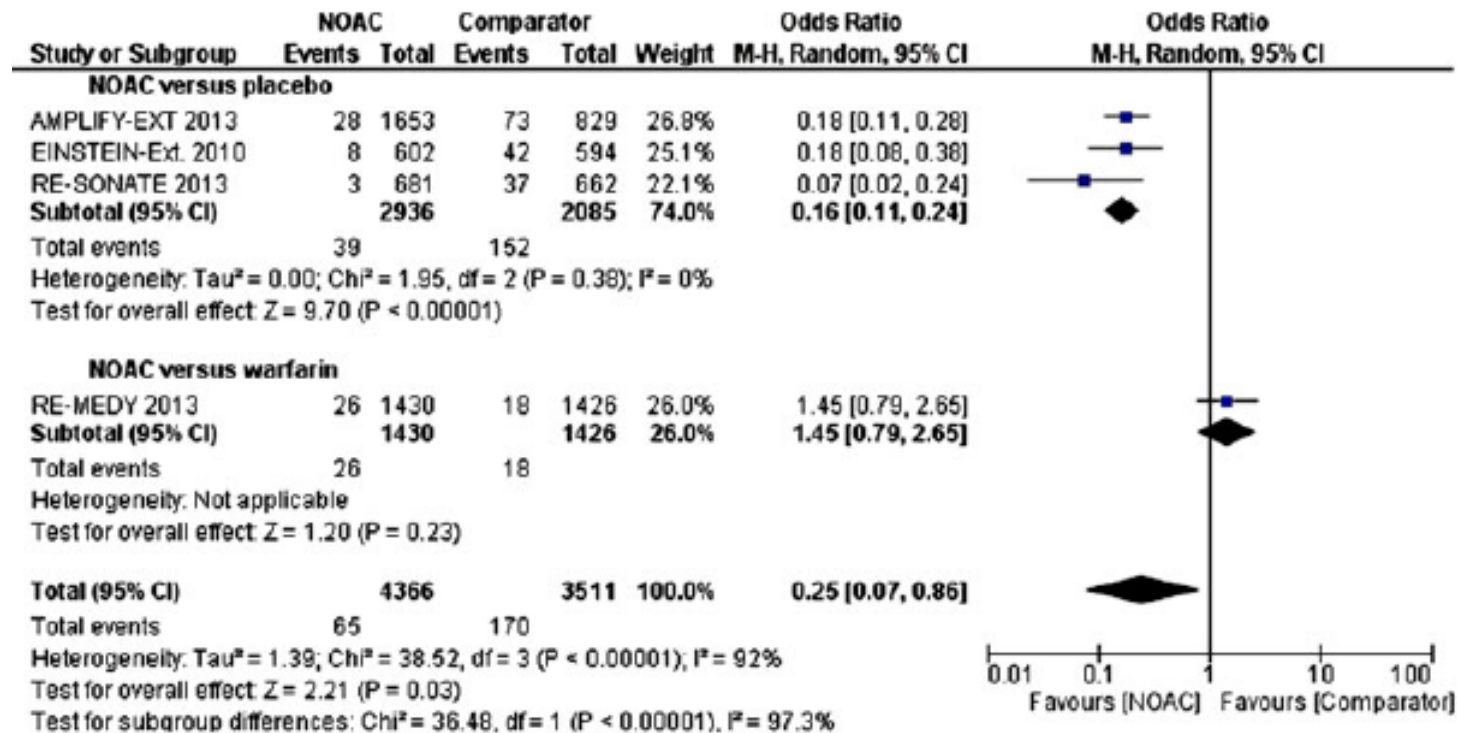 NOAC Comparator Odds Ratio Odds Ratio
Study or Subgroup Events Total Events Total Weight M-H, Random, 95% CI M-H, Random, 95% CI
NOAC versus placebo
AMPLIFY-EXT 2013 28 1653 73 829 26.8% 0.18 [0.11, 0.28]
EINSTEIN-Ext. 2010 8 602 42 594 25.1% 0.18 [0.08, 0.38]
RE-SONATE 2013 3 681 37 662 22.1% 0.07 [0.02, 0.24]
Subtotal (95% CI) 2936 2085 74.0% 0.16 [0.11, 0.24]
Total events 39 152
Heterogeneity: Tau² = 0.00; Chi² = 1.95, df = 2 (P = 0.38); I² = 0%
Test for overall effect: Z = 9.70 (P < 0.00001)
NOAC versus warfarin
RE-MEDY 2013 26 1430 18 1426 26.0% 1.45 [0.79, 2.65]
Subtotal (95% CI) 1430 1426 26.0% 1.45 [0.79, 2.65]
Total events 26 18
Heterogeneity: Not applicable
Test for overall effect: Z = 1.20 (P = 0.23)
Total (95% CI) 4366 3511 100.0% 0.25 [0.07, 0.86]
Total events 65 170
Heterogeneity: Tau² = 1.39; Chi² = 38.52, df = 3 (P < 0.00001); I² = 92%
Test for overall effect: Z = 2.21 (P = 0.03)
Test for subgroup differences: Chi² = 36.48, df = 1 (P < 0.00001), I² = 97.3%
0.01 0.1 1 10 100
Favours [NOAC] Favours [Comparator]